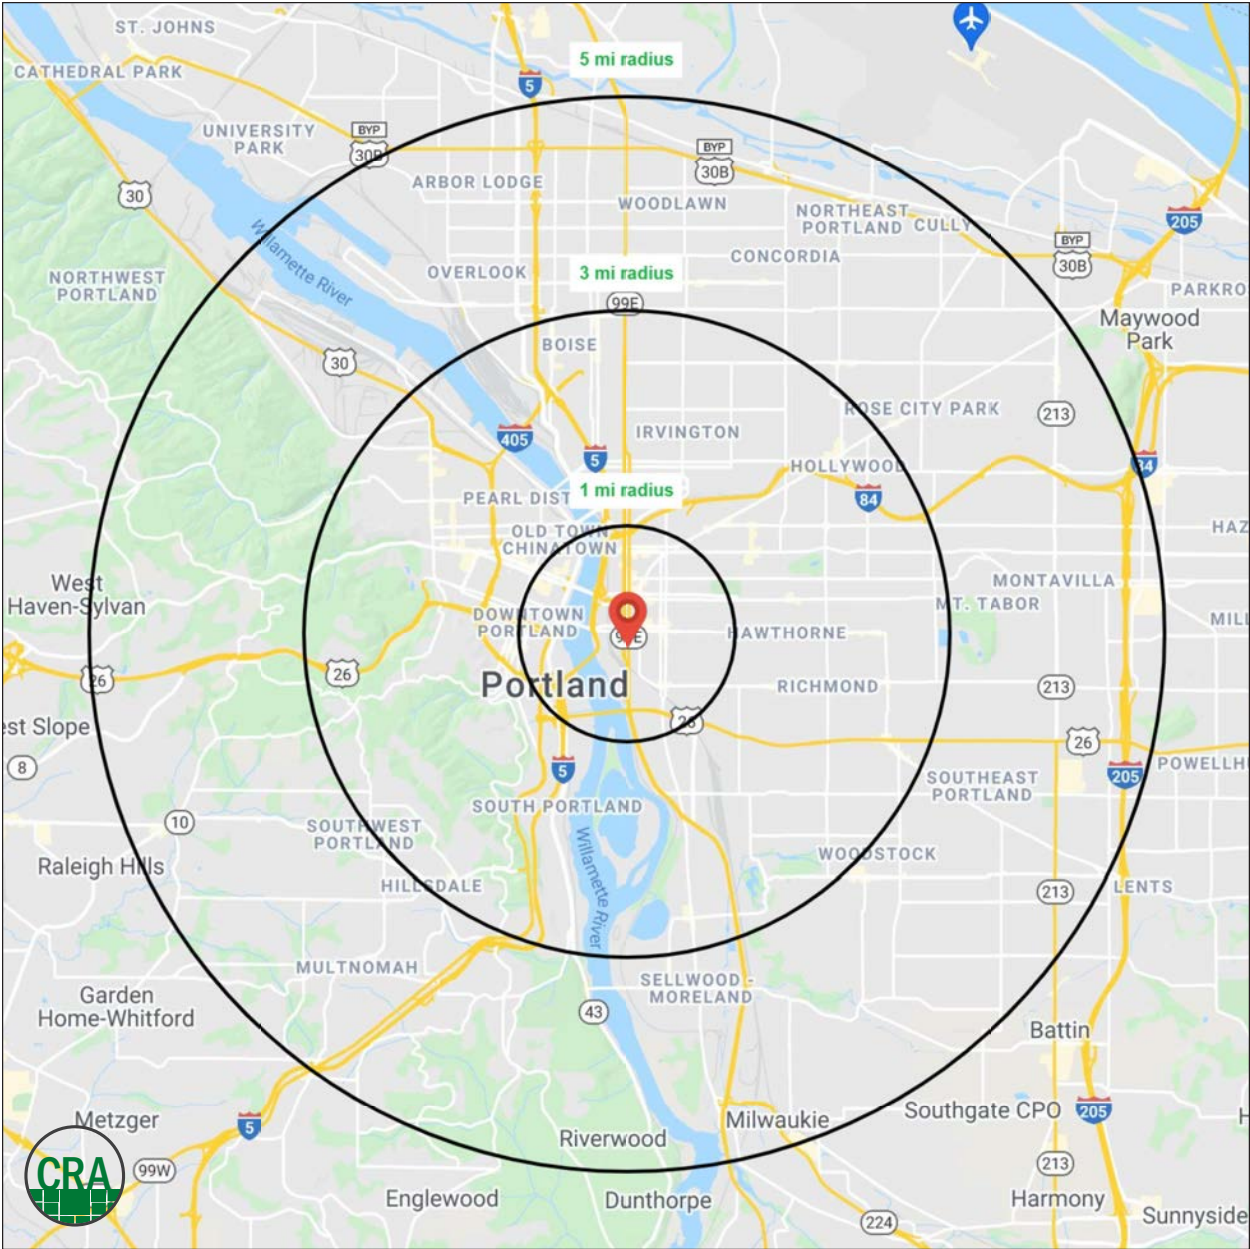 ST. JOHNS
5 mi radius
CATHEDRAL PARK
5
UNIVERSITY
PARK
BYP
30B
BYP
30B
ARBOR LODGE
30
WOODLAWN
NORTHEAST
PORTLAND
CULLY
205
BYP
30B
Willamette River
CONCORDIA
OVERLOOK
3 mi radius
NORTHWEST
PORTLAND
PARKRO
99E
Maywood
Park
BOISE
30
ROSE CITY PARK
213
IRVINGTON
405
5
HOLLYWOOD
84
84
1 mi radius
PEARL DIST
OLD TOWN
CHINATOWN
HAZ
West
Haven-Sylvan
MONTAVILLA
MT. TABOR
DOWNTOWN
PORTLAND
99E
HAWTHORNE
MILL
26
26
Portland
RICHMOND
213
est Slope
26
26
8
5
205
POWELLHU
SOUTHEAST
PORTLAND
SOUTH PORTLAND
10
SOUTHWEST
PORTLAND
Raleigh Hills
WOODSTOCK
HILLSDALE
213
LENTS
Willamette River
MULTNOMAH
SELLWOOD -
MORELAND
Garden
Home-Whitford
43
Battin
Metzger
5
Milwaukie
Southgate CPO
205
H
Riverwood
CRA
99W
213
Englewood
Dunthorpe
Harmony
224
Sunnyside